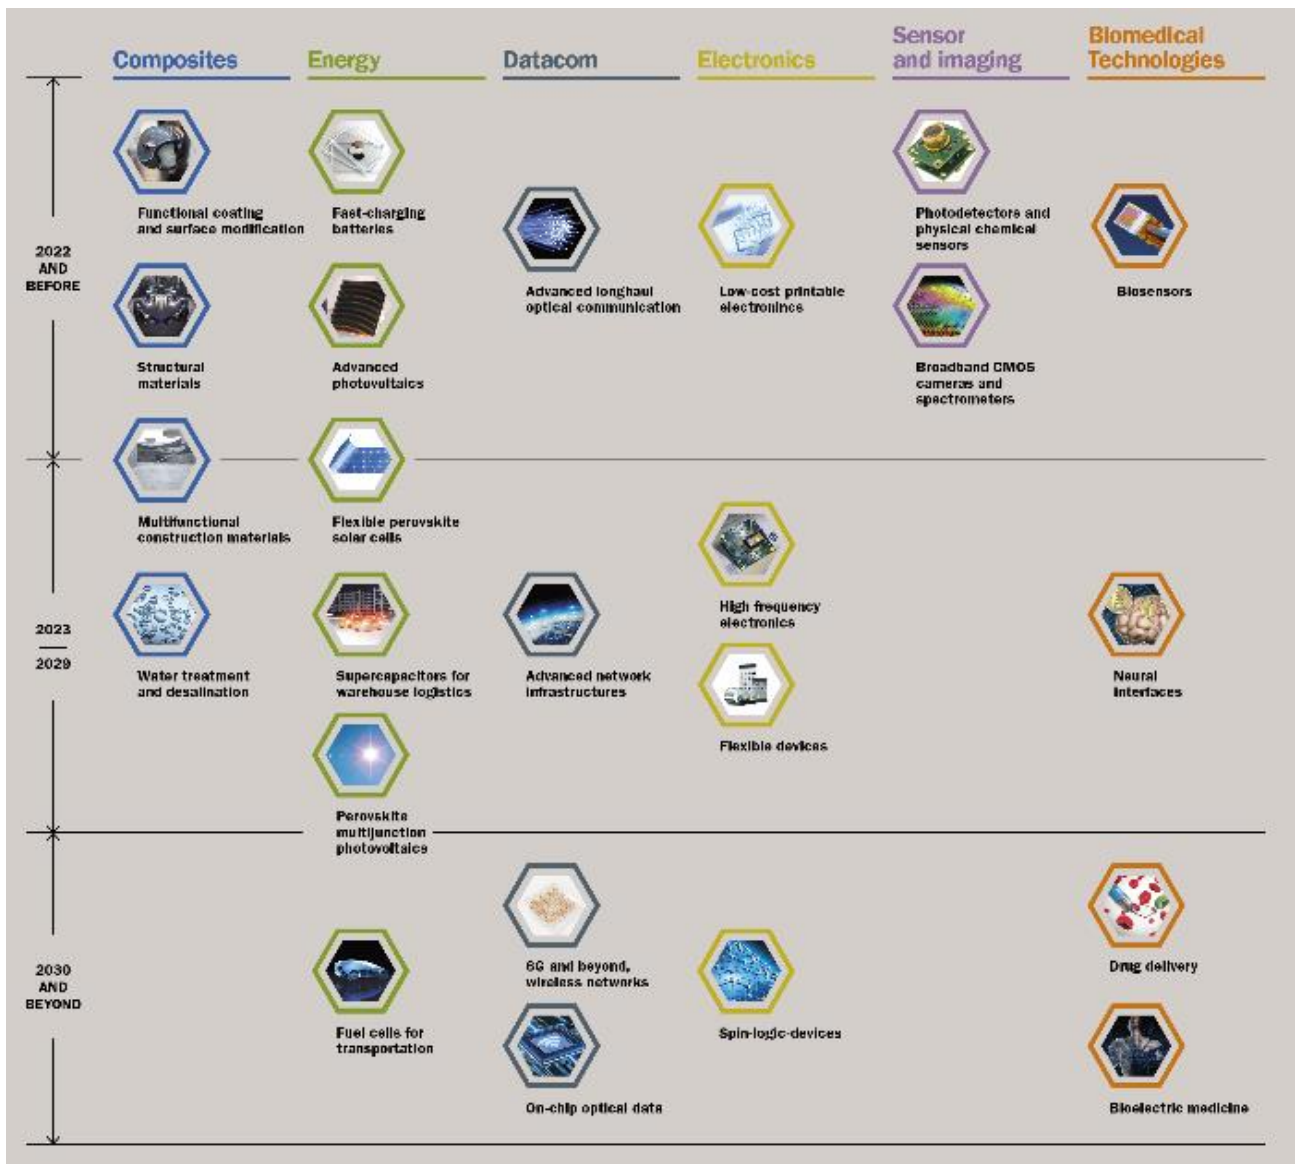 Composites
Energy
Datacom
Electronics
Sensor
and imaging
Biomedical
Technologies
2022
AND
BEFORE
Functional coating
and surface modification
Fast-charging
batteries
Advanced longhaul
optical communication
Low-cost printable
electronincs
Photodetectors and
physical chemical
sensors
Biosensors
Structural
materials
Advanced
photovoltaics
Broadband CMOS
cameras and
spectrometers
Multifunctional
construction materials
Flexible perovskite
solar cells
2023
2029
High frequency
electronics
Water treatment
and desalination
Supercapacitors for
warehouse logistics
Advanced network
infrastructures
Flexible devices
Neural
interfaces
Perovskite
multijunction
photovoltaics
2030
AND
BEYOND
Fuel cells for
transportation
6G and beyond,
wireless networks
On-chip optical data
Spin-logic-devices
Drug delivery
Bioelectric medicine